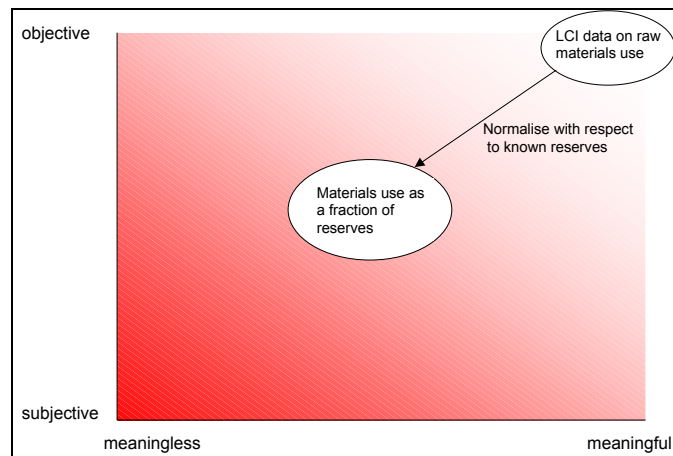 objective
LCI data on raw
materials use
Normalise with respect
to known reserves
Materials use as
a fraction of
reserves
subjective
meaningless
meaningful